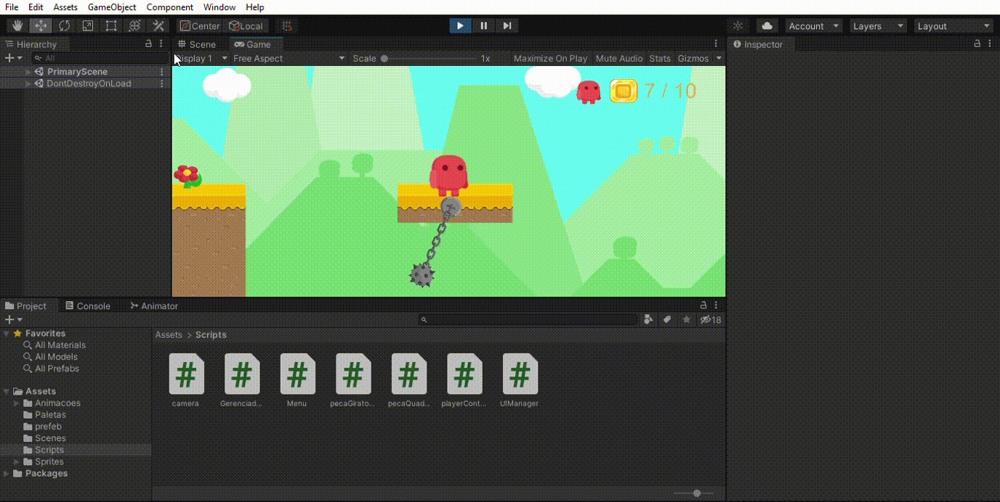 File Edit Assets GameObject Component Window Help
Center Local Account Layers Layout
Hierarchy Scene Game Inspector
All Display 1 Free Aspect Scale 1x Maximize On Play Mute Audio Stats Gizmos
PrimaryScene
DontDestroyOnLoad
7 / 10
Project Console Animator
18
Favorites
All Materials
All Models
All Prefabs
Assets > Scripts
Assets
Animacoes
Paletas
prefeb
Scenes
Scripts
Sprites
Packages
# # # # # # #
camera Gerenciad... Menu pecaGirato... pecaQuad... playerCont... UIManager